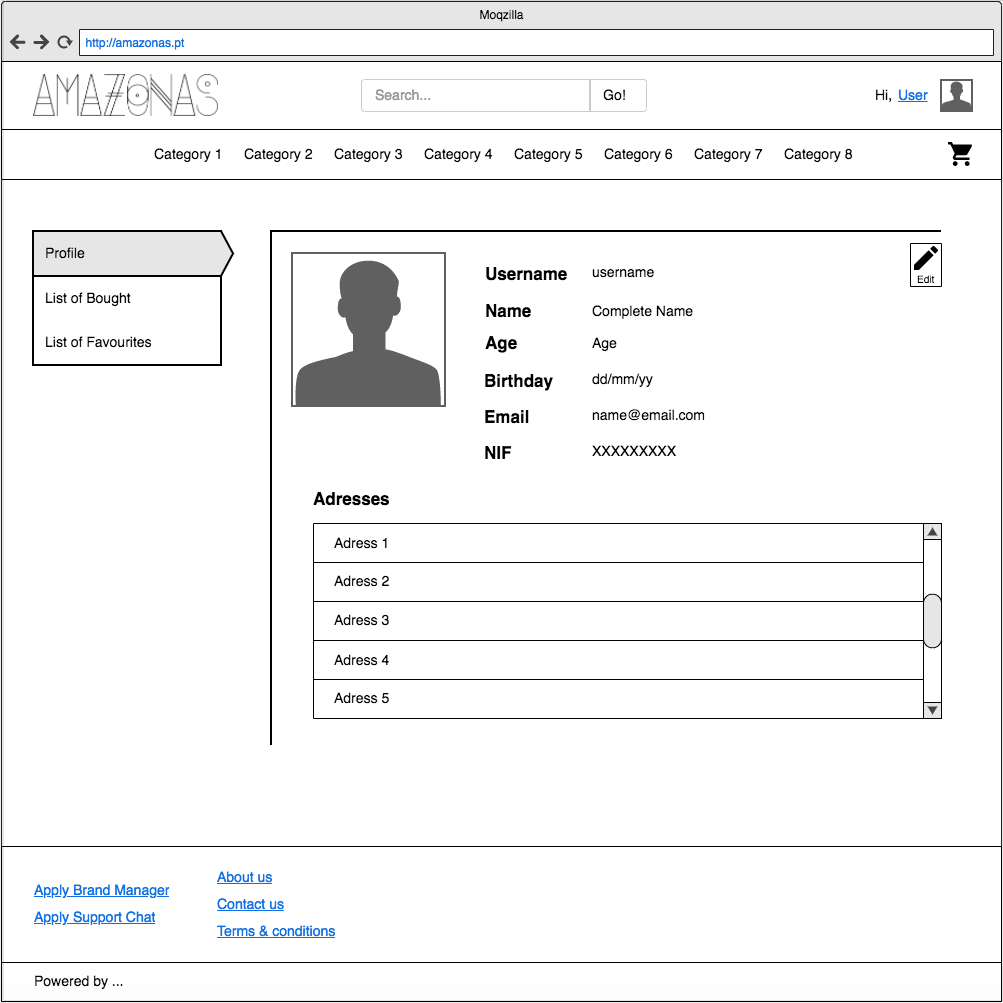 Moqzilla
http://amazonas.pt
AMAZZONAS
Search...
Go!
Hi, User
Category 1 Category 2 Category 3 Category 4 Category 5 Category 6 Category 7 Category 8
Profile
List of Bought
List of Favourites
Edit
Username username
Name Complete Name
Age Age
Birthday dd/mm/yy
Email name@email.com
NIF XXXXXXXXX
Adresses
Adress 1
Adress 2
Adress 3
Adress 4
Adress 5
Apply Brand Manager
Apply Support Chat
About us
Contact us
Terms & conditions
Powered by ...